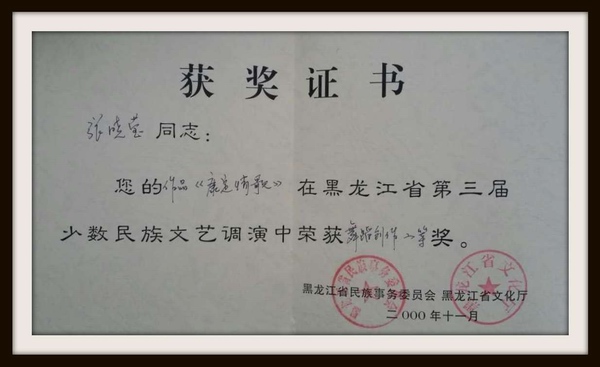 获奖证书
张晓莹同志：
您的作品《康定情歌》在黑龙江省第三届
少数民族文艺调演中荣获舞蹈创作二等奖。
黑龙江省民族事务委员会 黑龙江省文化厅
二000年十一月